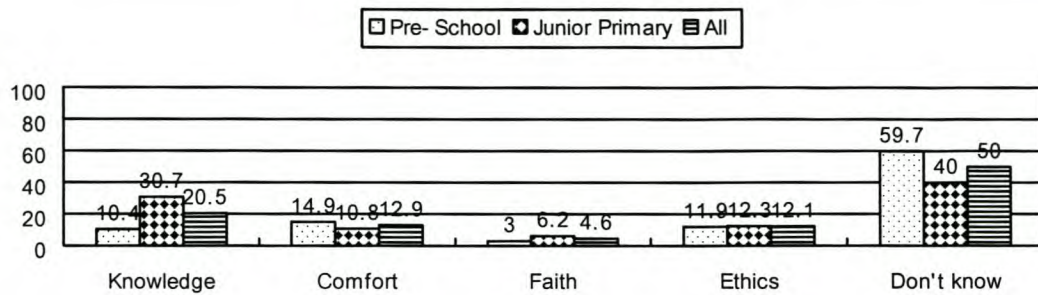 Pre- School Junior Primary All
100
80
60
40
20
0
10.4 30.7 20.5
14.9 10.8 12.9
3 6.2 4.6
11.9 12.3 12.1
59.7 40 50
Knowledge Comfort Faith Ethics Don't know